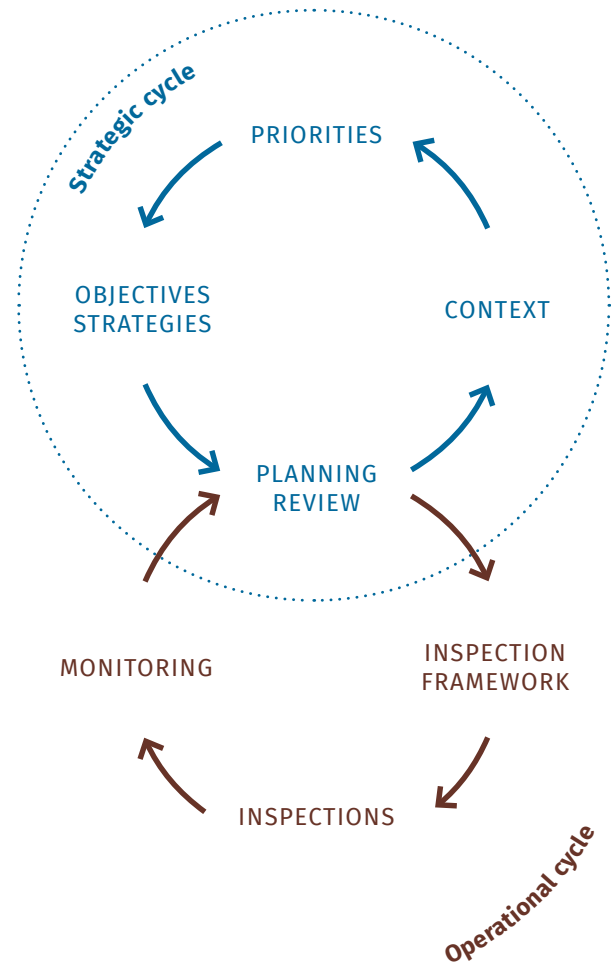 Strategic cycle
PRIORITIES
OBJECTIVES
STRATEGIES
CONTEXT
PLANNING
REVIEW
MONITORING
INSPECTION
FRAMEWORK
INSPECTIONS
Operational cycle